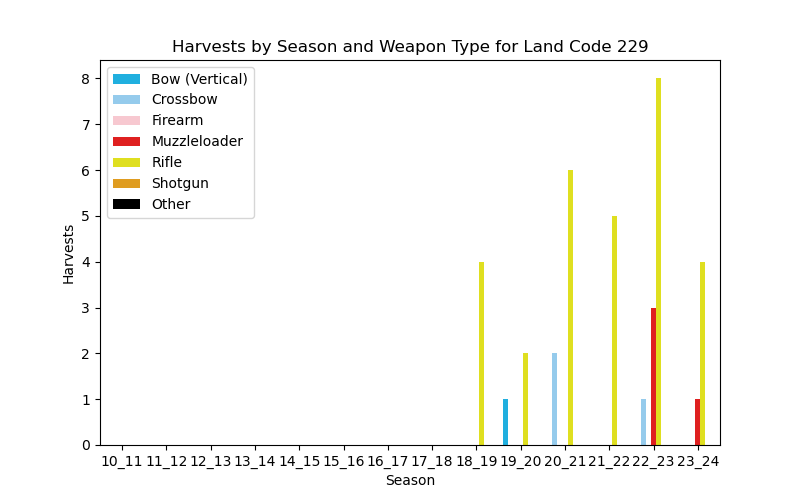 Harvests by Season and Weapon Type for Land Code 229
Bow (Vertical)
Crossbow
Firearm
Muzzleloader
Rifle
Shotgun
Other
8
7
6
5
4
3
2
1
0
Harvests
10_11 11_12 12_13 13_14 14_15 15_16 16_17 17_18 18_19 19_20 20_21 21_22 22_23 23_24
Season